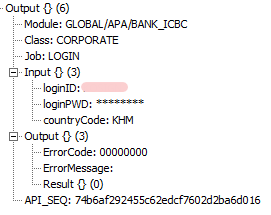 Output {} (6)
Module: GLOBAL/APA/BANK_ICBC
Class: CORPORATE
Job: LOGIN
Input {} (3)
loginID:
loginPWD: ********
countryCode: KHM
Output {} (3)
ErrorCode: 00000000
ErrorMessage:
Result {} (0)
API_SEQ: 74b6af292455c62edcf7602d2ba6d016